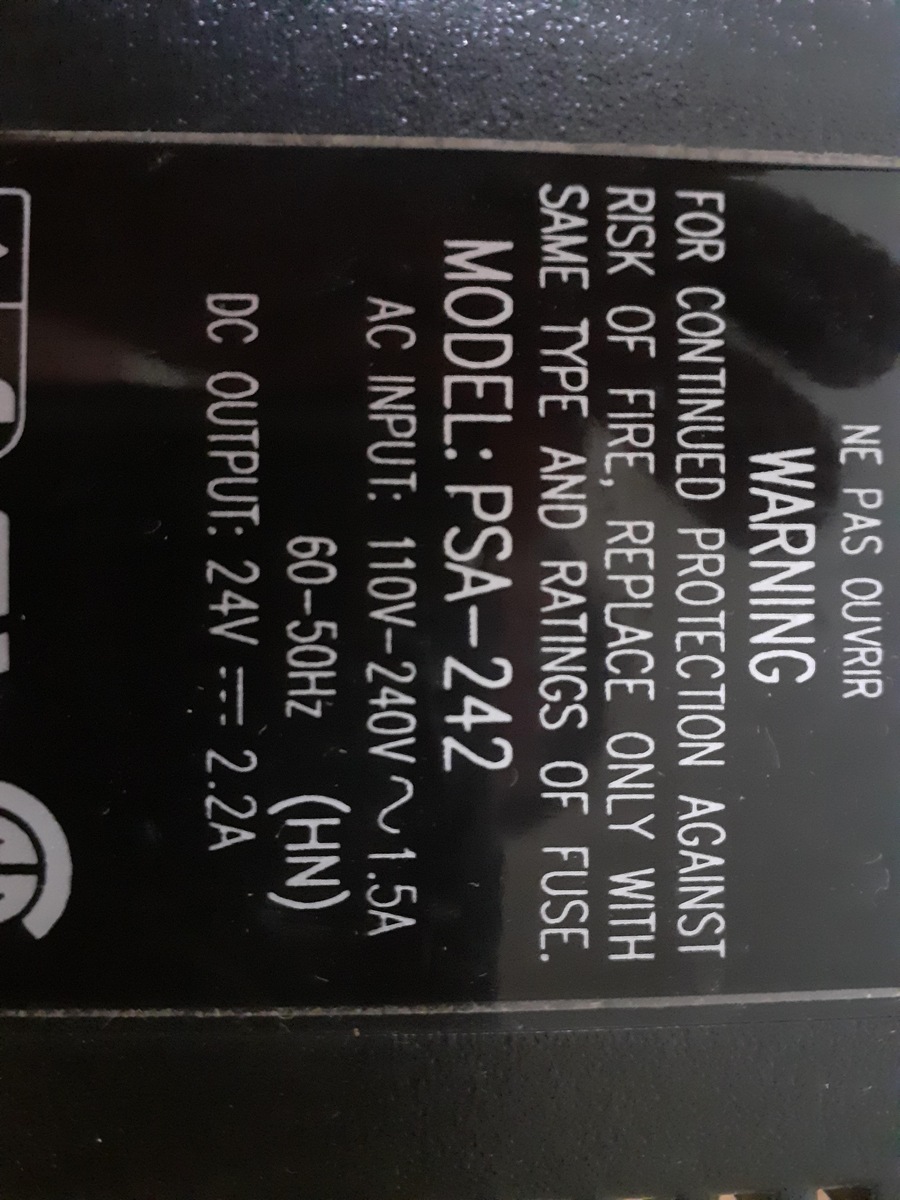 NE PAS OUVRIR
WARNING
FOR CONTINUED PROTECTION AGAINST
RISK OF FIRE, REPLACE ONLY WITH
SAME TYPE AND RATINGS OF FUSE.
MODEL: PSA-242
AC INPUT: 110V-240V ~ 1.5A
60-50Hz (HN)
DC OUTPUT: 24V ⎓ 2.2A